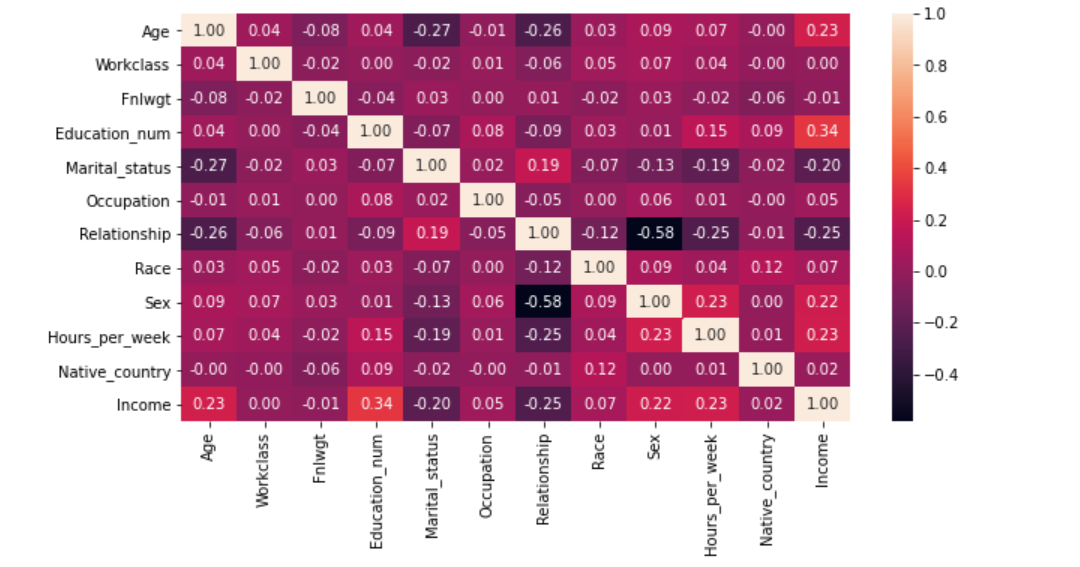 Age 1.00 0.04 -0.08 0.04 -0.27 -0.01 -0.26 0.03 0.09 0.07 -0.00 0.23
Workclass 0.04 1.00 -0.02 0.00 -0.02 0.01 -0.06 0.05 0.07 0.04 -0.00 0.00
Fnlwgt -0.08 -0.02 1.00 -0.04 0.03 0.00 0.01 -0.02 0.03 -0.02 -0.06 -0.01
Education_num 0.04 0.00 -0.04 1.00 -0.07 0.08 -0.09 0.03 0.01 0.15 0.09 0.34
Marital_status -0.27 -0.02 0.03 -0.07 1.00 0.02 0.19 -0.07 -0.13 -0.19 -0.02 -0.20
Occupation -0.01 0.01 0.00 0.08 0.02 1.00 -0.05 0.00 0.06 0.01 -0.00 0.05
Relationship -0.26 -0.06 0.01 -0.09 0.19 -0.05 1.00 -0.12 -0.58 -0.25 -0.01 -0.25
Race 0.03 0.05 -0.02 0.03 -0.07 0.00 -0.12 1.00 0.09 0.04 0.12 0.07
Sex 0.09 0.07 0.03 0.01 -0.13 0.06 -0.58 0.09 1.00 0.23 0.00 0.22
Hours_per_week 0.07 0.04 -0.02 0.15 -0.19 0.01 -0.25 0.04 0.23 1.00 0.01 0.23
Native_country -0.00 -0.00 -0.06 0.09 -0.02 -0.00 -0.01 0.12 0.00 0.01 1.00 0.02
Income 0.23 0.00 -0.01 0.34 -0.20 0.05 -0.25 0.07 0.22 0.23 0.02 1.00
Age
Workclass
Fnlwgt
Education_num
Marital_status
Occupation
Relationship
Race
Sex
Hours_per_week
Native_country
Income
1.0
0.8
0.6
0.4
0.2
0.0
−0.2
−0.4